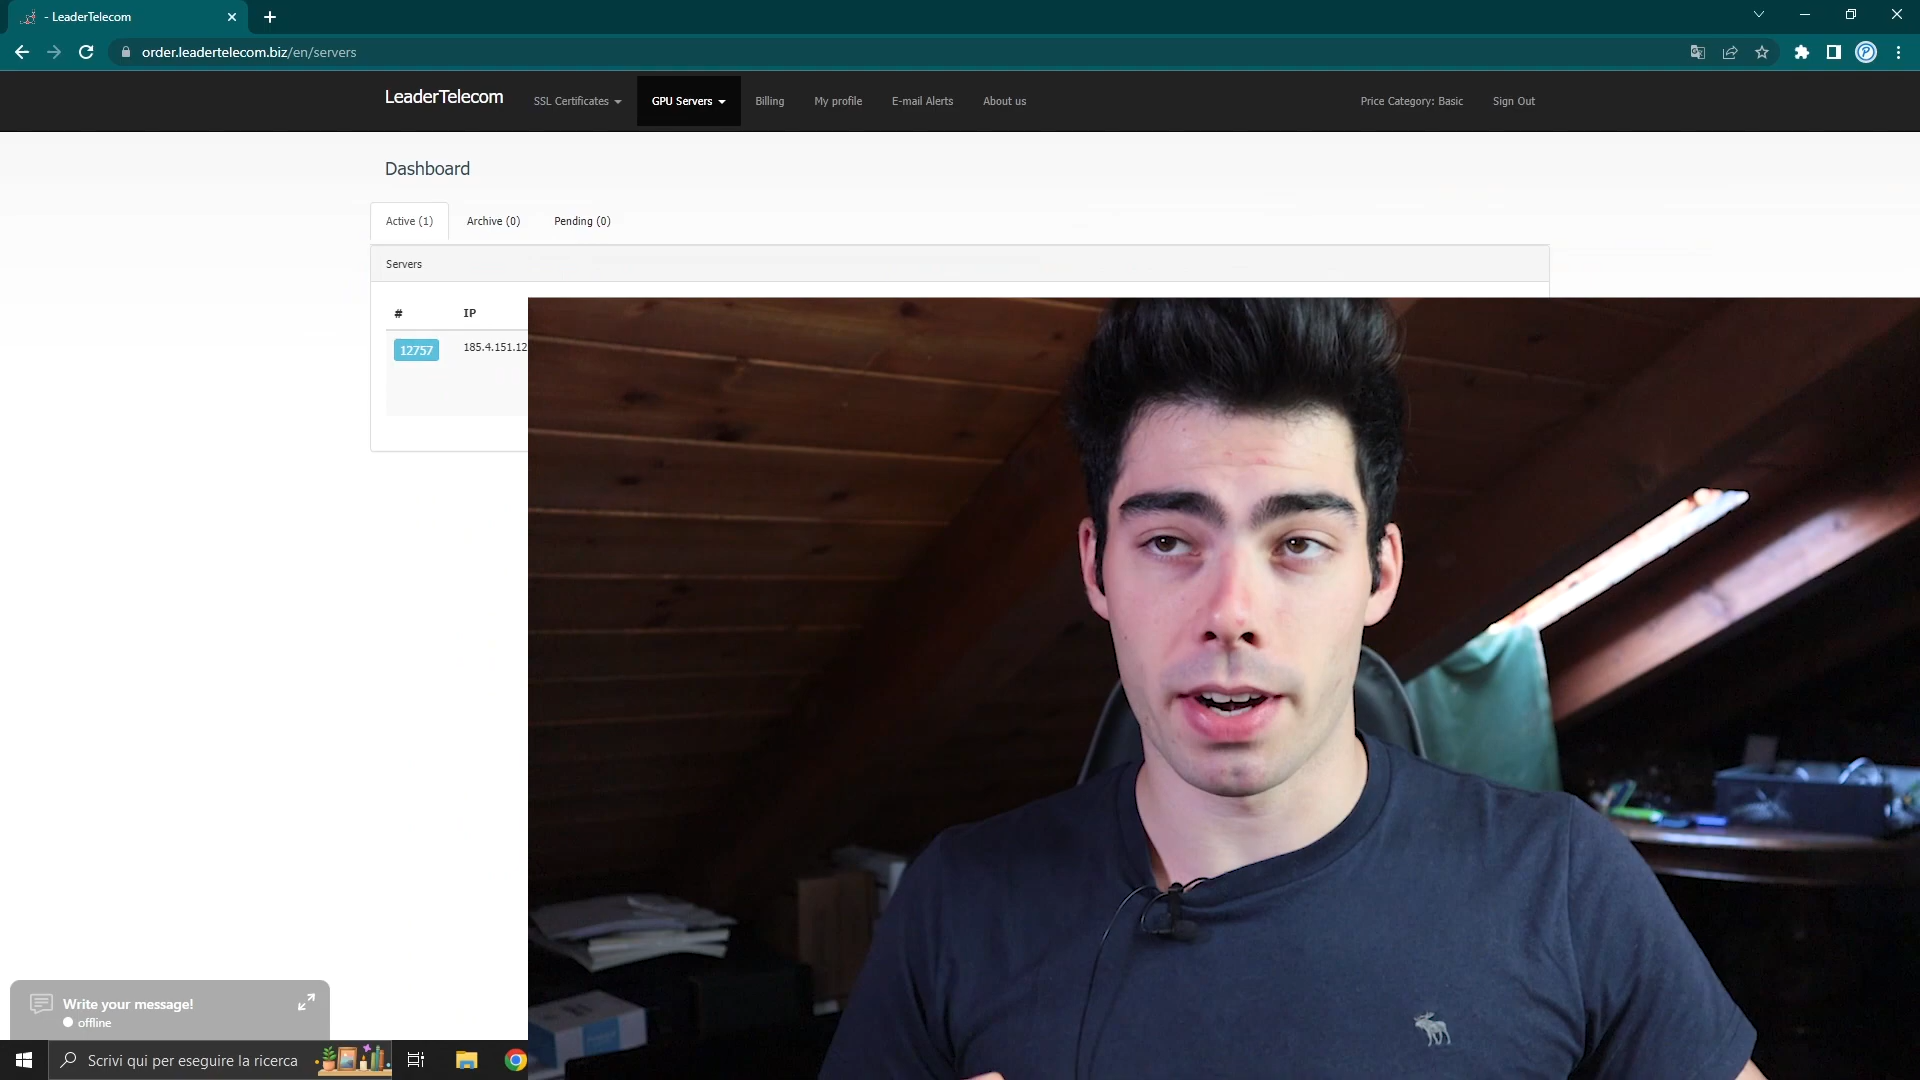 - LeaderTelecom
order.leadertelecom.biz/en/servers
LeaderTelecom SSL Certificates GPU Servers Billing My profile E-mail Alerts About us Price Category: Basic Sign Out
Dashboard
Active (1) Archive (0) Pending (0)
Servers
# IP
12757 185.4.151.12
Write your message!
offline
Scrivi qui per eseguire la ricerca